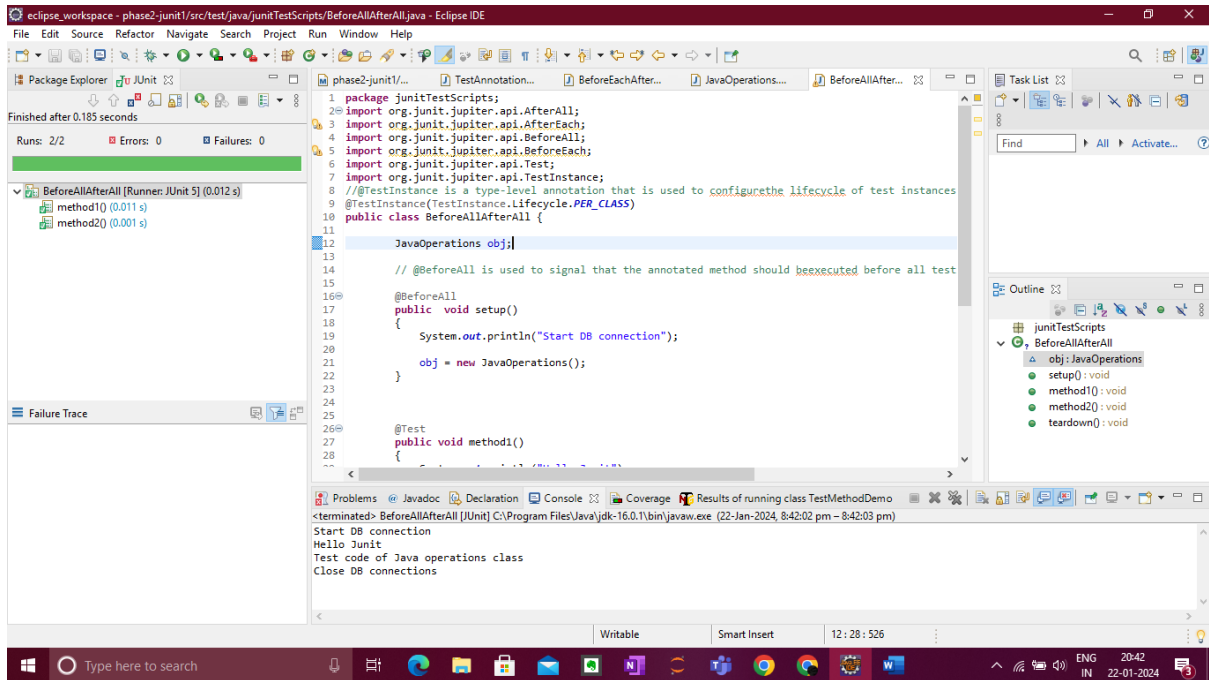 eclipse_workspace - phase2-junit1/src/test/java/junitTestScripts/BeforeAllAfterAll.java - Eclipse IDE
File Edit Source Refactor Navigate Search Project Run Window Help
Package Explorer JUnit
Finished after 0.185 seconds
Runs: 2/2 Errors: 0 Failures: 0
BeforeAllAfterAll [Runner: JUnit 5] (0.012 s)
method1() (0.011 s)
method2() (0.001 s)
Failure Trace
phase2-junit1/... TestAnnotation... BeforeEachAfter... JavaOperations.... BeforeAllAfter...
1 package junitTestScripts;
2 import org.junit.jupiter.api.AfterAll;
3 import org.junit.jupiter.api.AfterEach;
4 import org.junit.jupiter.api.BeforeAll;
5 import org.junit.jupiter.api.BeforeEach;
6 import org.junit.jupiter.api.Test;
7 import org.junit.jupiter.api.TestInstance;
8 //@TestInstance is a type-level annotation that is used to configurethe lifecycle of test instances
9 @TestInstance(TestInstance.Lifecycle.PER_CLASS)
10 public class BeforeAllAfterAll {
11
12 JavaOperations obj;
13
14 // @BeforeAll is used to signal that the annotated method should beexecuted before all test
15
16 @BeforeAll
17 public void setup()
18 {
19 System.out.println("Start DB connection");
20
21 obj = new JavaOperations();
22 }
23
24
25
26 @Test
27 public void method1()
28 {
Task List
Find All Activate...
Outline
junitTestScripts
BeforeAllAfterAll
obj : JavaOperations
setup() : void
method1() : void
method2() : void
teardown() : void
Problems Javadoc Declaration Console Coverage Results of running class TestMethodDemo
<terminated> BeforeAllAfterAll [JUnit] C:\Program Files\Java\jdk-16.0.1\bin\javaw.exe (22-Jan-2024, 8:42:02 pm – 8:42:03 pm)
Start DB connection
Hello Junit
Test code of Java operations class
Close DB connections
Writable Smart Insert 12 : 28 : 526
Type here to search
ENG 20:42
IN 22-01-2024
3